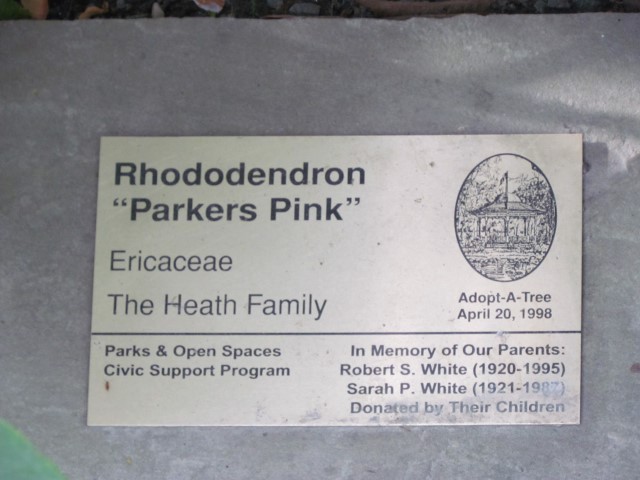 Rhododendron
“Parkers Pink”
Ericaceae
The Heath Family
Adopt-A-Tree
April 20, 1998
Parks & Open Spaces
Civic Support Program
In Memory of Our Parents:
Robert S. White (1920-1995)
Sarah P. White (1921-1987)
Donated by Their Children